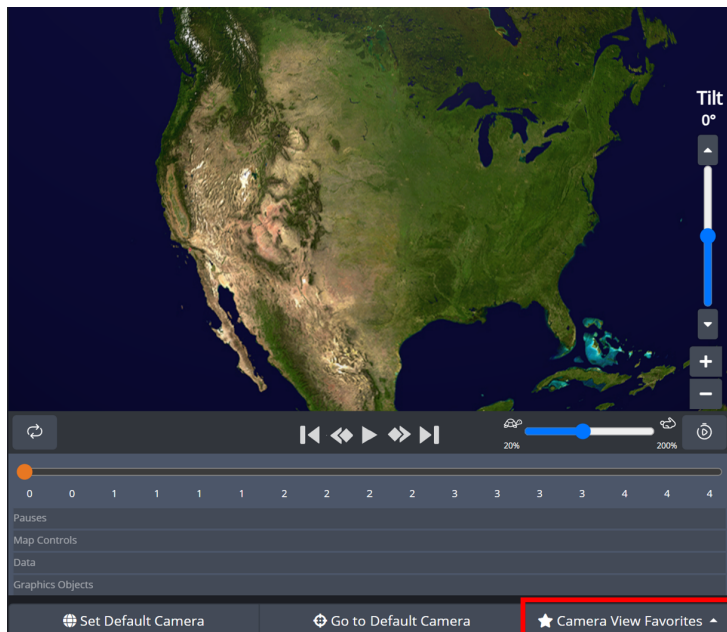 Tilt
0°
20%
200%
0 0 1 1 1 1 2 2 2 2 3 3 3 3 4 4 4
Pauses
Map Controls
Data
Graphics Objects
Set Default Camera
Go to Default Camera
Camera View Favorites